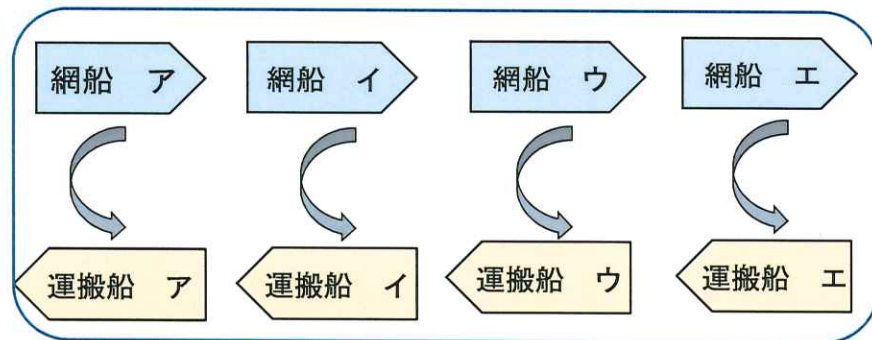 網船　ア
網船　イ
網船　ウ
網船　エ
運搬船　ア
運搬船　イ
運搬船　ウ
運搬船　エ